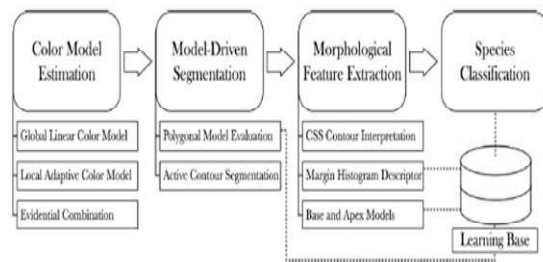 Color Model
Estimation
Model-Driven
Segmentation
Morphological
Feature Extraction
Species
Classification
Global Linear Color Model
Local Adaptive Color Model
Evidential Combination
Polygonal Model Evaluation
Active Contour Segmentation
CSS Contour Interpretation
Margin Histogram Descriptor
Base and Apex Models
Learning Base